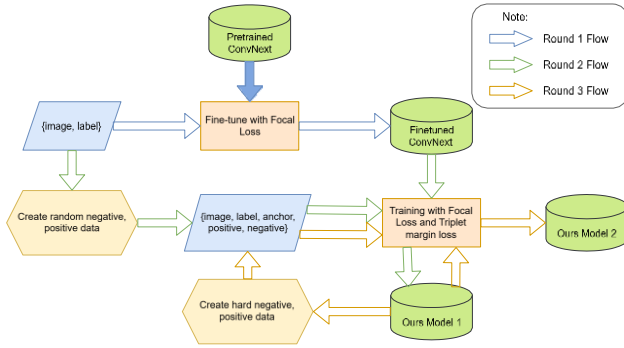 Pretrained
ConvNext
Note:
Round 1 Flow
Round 2 Flow
Round 3 Flow
{image, label}
Fine-tune with Focal
Loss
Finetuned
ConvNext
Create random negative,
positive data
{image, label, anchor,
positive, negative}
Training with Focal
Loss and Triplet
margin loss
Ours Model 2
Create hard negative,
positive data
Ours Model 1